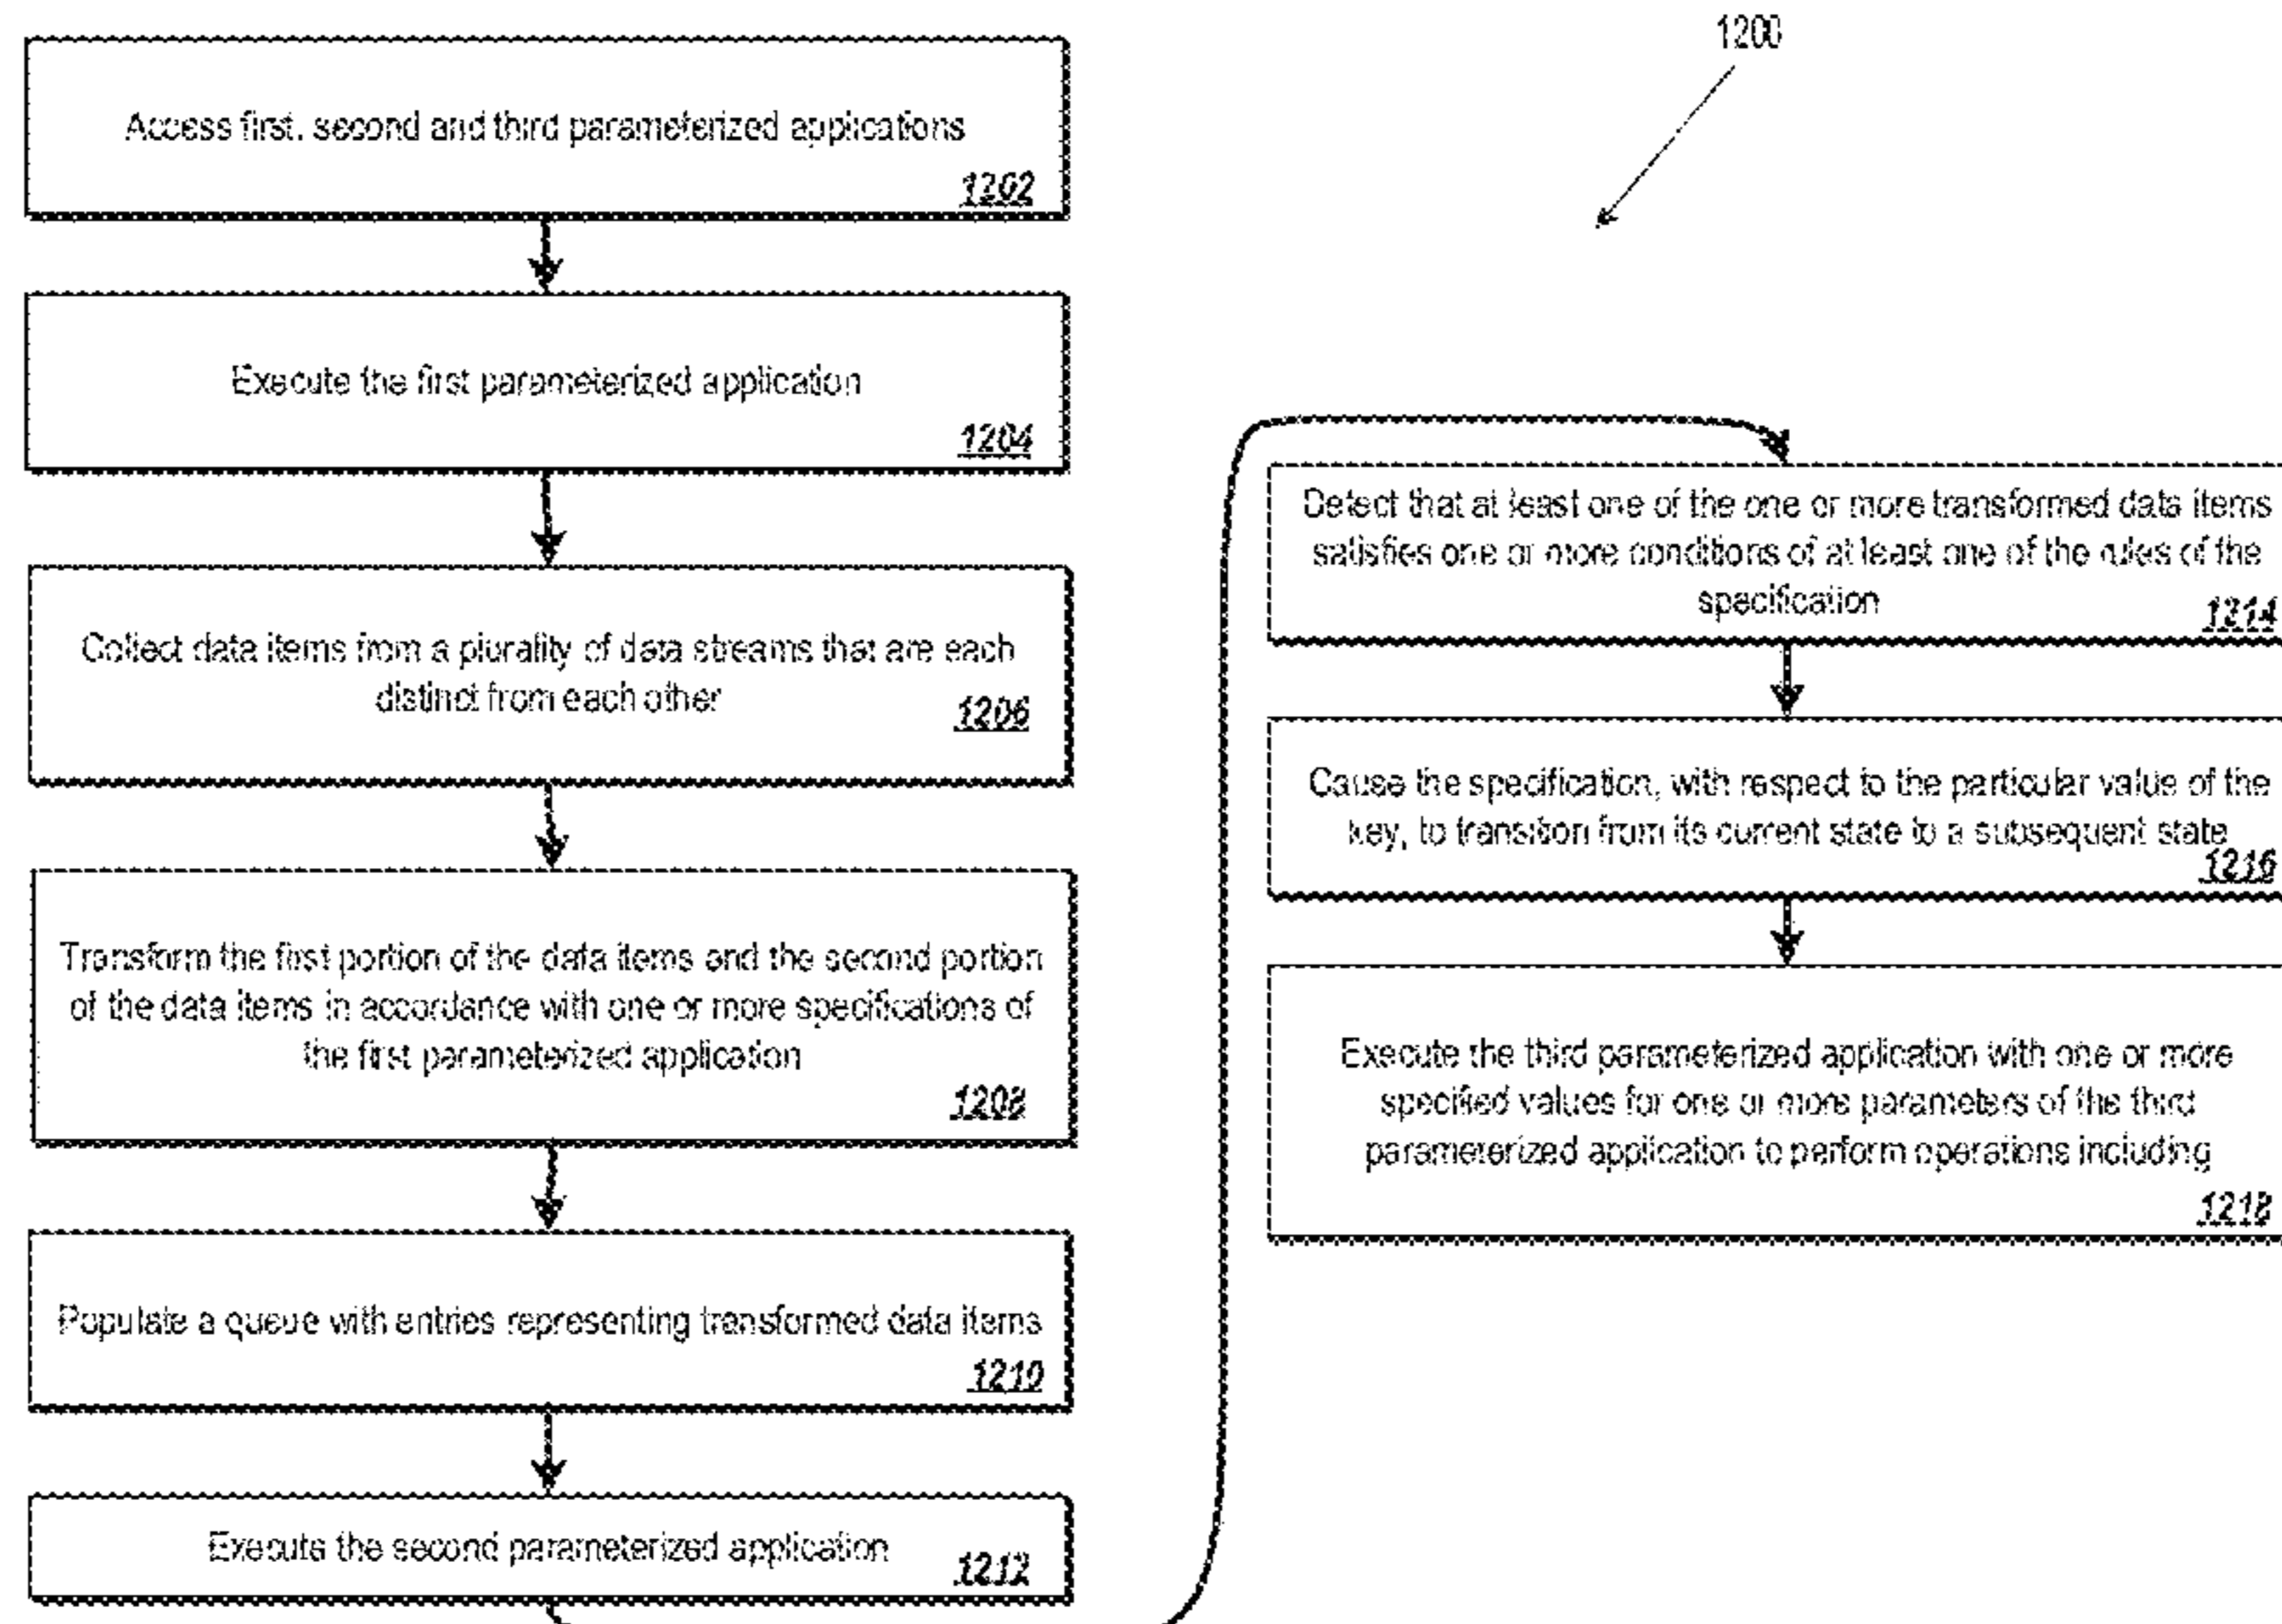 Access first, second and third parameterized applications
1202
Execute the first parameterized application
1204
Collect data items from a plurality of data streams that are each
distinct from each other
1206
Transform the first portion of the data items and the second portion
of the data items in accordance with one or more specifications of
the first parameterized application
1208
Populate a queue with entries representing transformed data items
1210
Execute the second parameterized application
1212
1200
Detect that at least one of the one or more transformed data items
satisfies one or more conditions of at least one of the rules of the
specification
1214
Cause the specification, with respect to the particular value of the
key, to transition from its current state to a subsequent state
1216
Execute the third parameterized application with one or more
specified values for one or more parameters of the third
parameterized application to perform operations including
1218